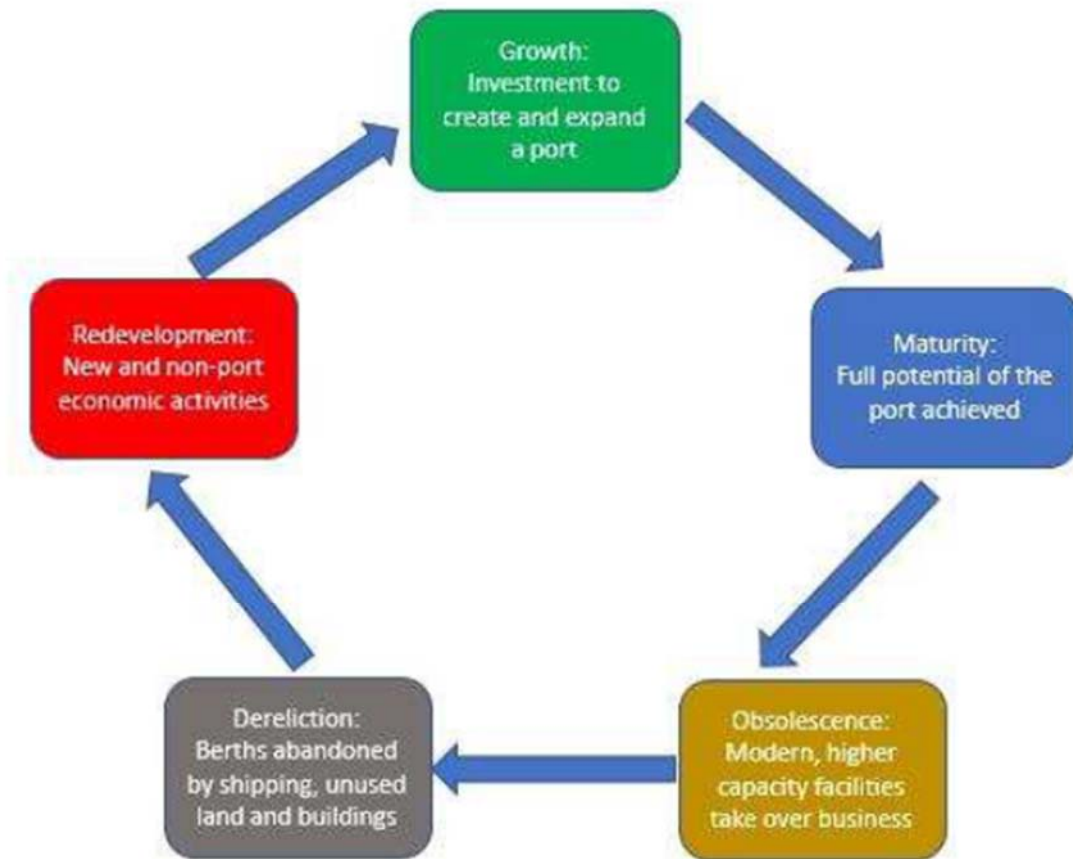 Growth:
Investment to
create and expand
a port
Maturity:
Full potential of the
port achieved
Obsolescence:
Modern, higher
capacity facilities
take over business
Dereliction:
Berths abandoned
by shipping, unused
land and buildings
Redevelopment:
New and non-port
economic activities